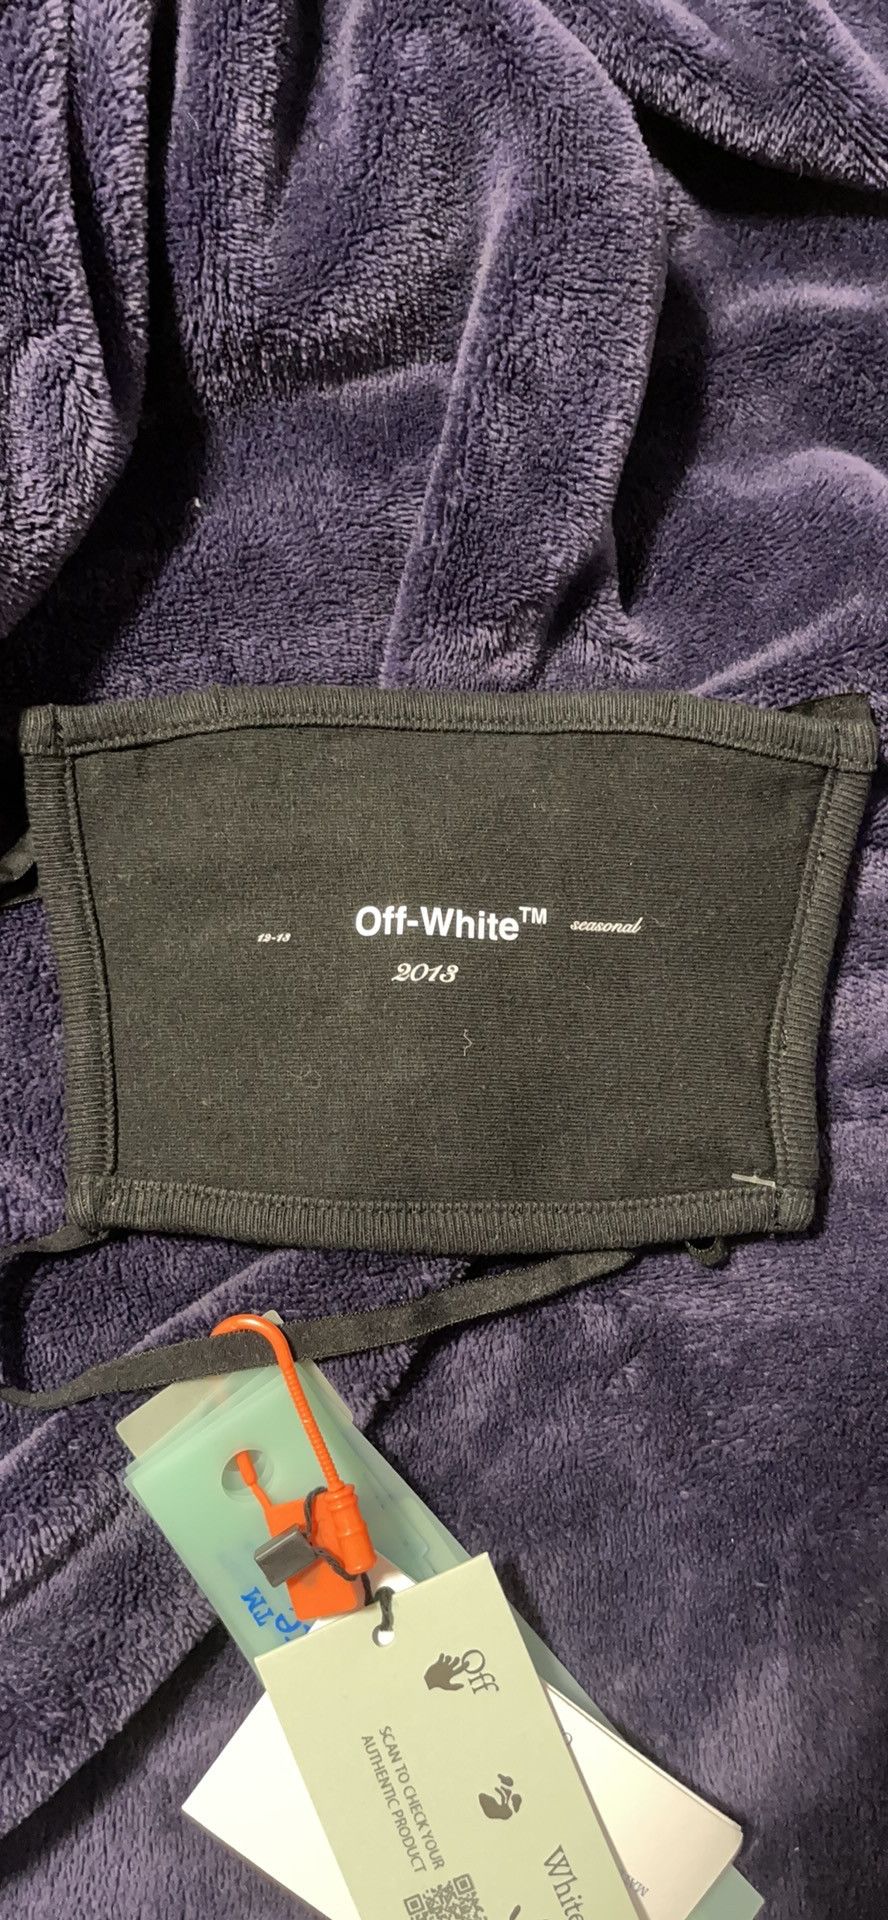 Off-White™
seasonal
12-13
2013
Off
SCAN TO CHECK YOUR
AUTHENTIC PRODUCT
White